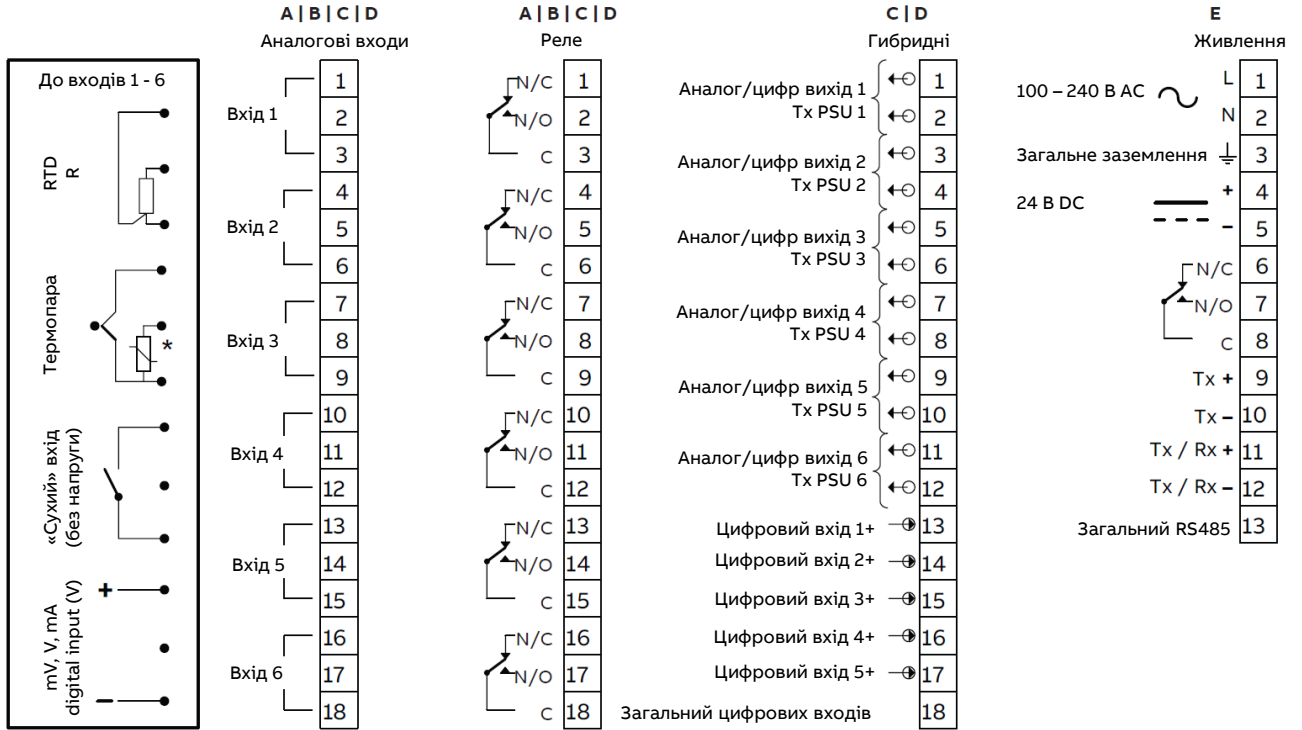 A | B | C | D
Аналогові входи
До входів 1 - 6
RTD
R
Термопара
*
«Сухий» вхід
(без напруги)
mV, V, mA
digital input (V)
+
–
Вхід 1
1
2
3
Вхід 2
4
5
6
Вхід 3
7
8
9
Вхід 4
10
11
12
Вхід 5
13
14
15
Вхід 6
16
17
18
A | B | C | D
Реле
N/C 1
N/O 2
C 3
N/C 4
N/O 5
C 6
N/C 7
N/O 8
C 9
N/C 10
N/O 11
C 12
N/C 13
N/O 14
C 15
N/C 16
N/O 17
C 18
C | D
Гибридні
Аналог/цифр вихід 1
Tx PSU 1
1
2
Аналог/цифр вихід 2
Tx PSU 2
3
4
Аналог/цифр вихід 3
Tx PSU 3
5
6
Аналог/цифр вихід 4
Tx PSU 4
7
8
Аналог/цифр вихід 5
Tx PSU 5
9
10
Аналог/цифр вихід 6
Tx PSU 6
11
12
Цифровий вхід 1+ 13
Цифровий вхід 2+ 14
Цифровий вхід 3+ 15
Цифровий вхід 4+ 16
Цифровий вхід 5+ 17
Загальний цифрових входів 18
E
Живлення
100 – 240 В AC
L 1
N 2
Загальне заземлення 3
24 В DC
+ 4
– 5
N/C 6
N/O 7
C 8
Tx + 9
Tx – 10
Tx / Rx + 11
Tx / Rx – 12
Загальний RS485 13